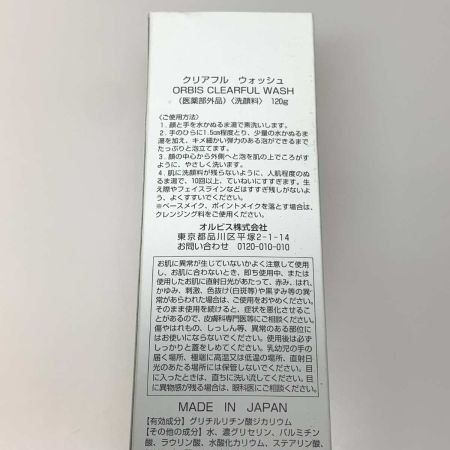 クリアフル　ウォッシュ
ORBIS CLEARFUL WASH
(医薬部外品)〈洗顔料〉　120g
〈ご使用方法〉
1. 顔と手を水かぬるま湯で素洗いします。
2. 手のひらに1.5cm程度とり、少量の水かぬるま
湯を加え、キメ細かい弾力のある泡ができるまで
たっぷりと泡立てます。
3. 顔の中心から外側へと泡を肌の上でころがす
ように、やさしく洗います。
4. 肌に洗顔料が残らないように、人肌程度のぬ
るま湯で、10回以上、ていねいにすすぎます。生
え際やフェイスラインなどはすすぎ残しがないよ
う、よくすすいでください。
※ベースメイク、ポイントメイクを落とす場合は、
クレンジング料をご使用ください。
オルビス株式会社
東京都品川区平塚2-1-14
お問い合わせ　0120-010-010
お肌に異常が生じていないかよく注意して使用
し、お肌に合わないとき、即ち使用中、または
使用したお肌に直射日光があたって、赤み、はれ、
かゆみ、刺激、色抜け(白斑等)や黒ずみ等の異
常があらわれた場合は、ご使用をおやめください。
そのまま使用を続けると、症状を悪化させるこ
とがあるので、皮膚科専門医等にご相談ください。
傷やはれもの、しっしん等、異常のある部位に
はお使いにならないでください。使用後は必ず
しっかりと蓋をしめてください。乳幼児の手の
届く場所、極端に高温又は低温の場所、直射日
光のあたる場所には保管しないでください。目
に入ったときは、直ちに洗い流してください。目
に異物感が残る場合は、眼科医にご相談ください。
MADE IN JAPAN
【有効成分】グリチルリチン酸ジカリウム
【その他の成分】水、濃グリセリン、パルミチン
酸、ラウリン酸、水酸化カリウム、ステアリン酸、